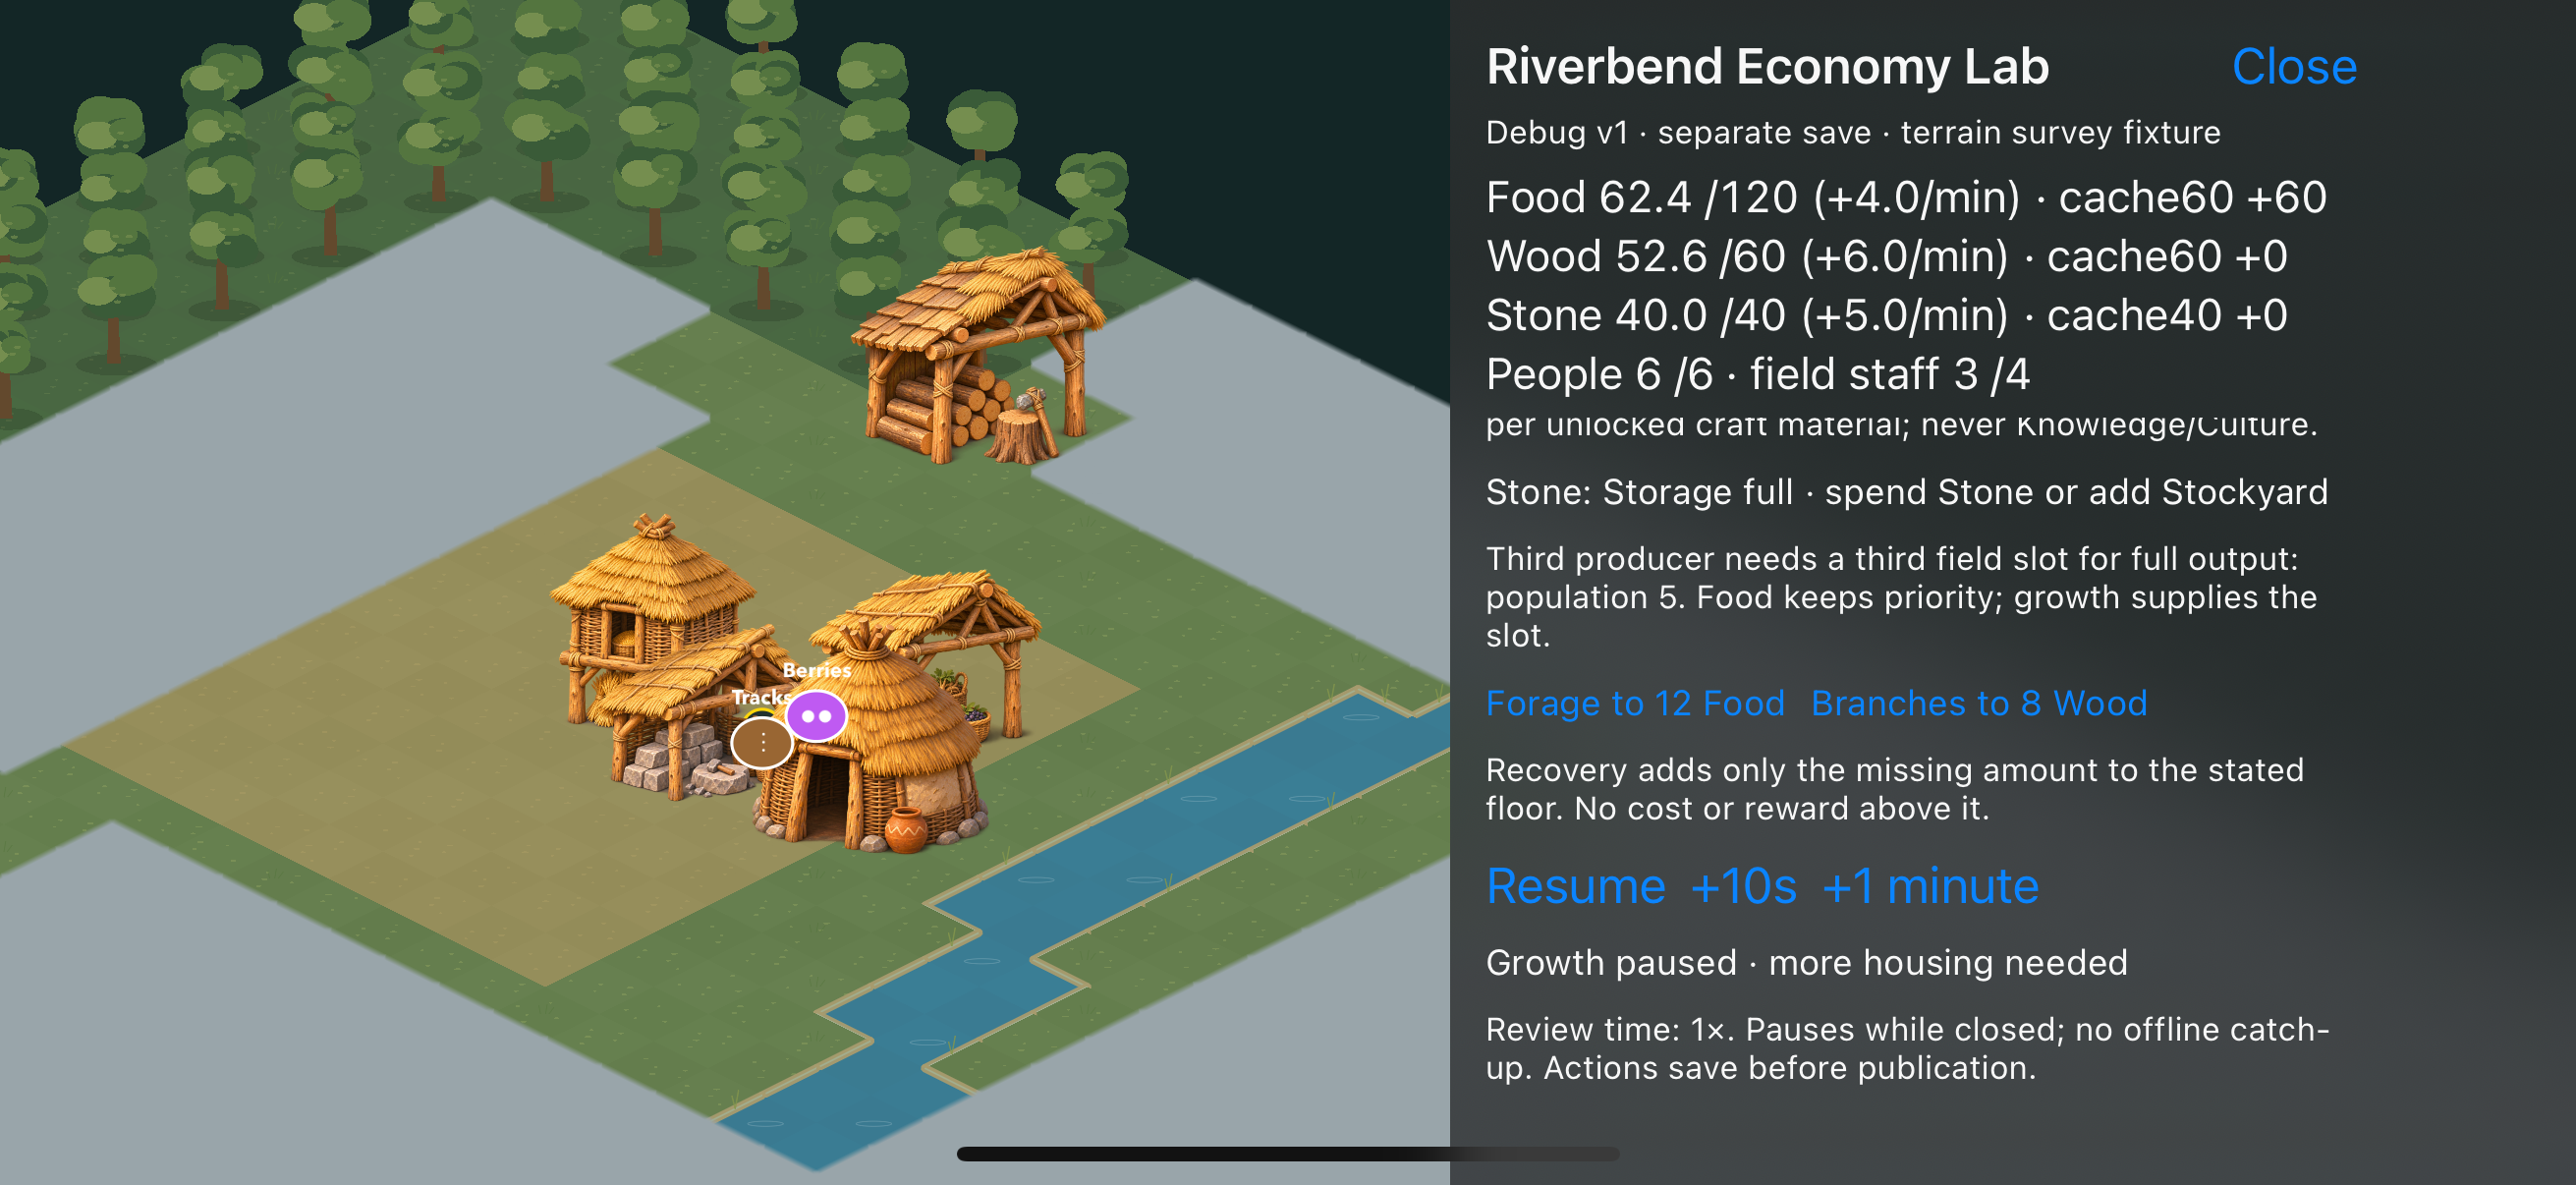 Riverbend Economy Lab
Close
Debug v1 · separate save · terrain survey fixture
Food 62.4 /120 (+4.0/min) · cache60 +60
Wood 52.6 /60 (+6.0/min) · cache60 +0
Stone 40.0 /40 (+5.0/min) · cache40 +0
People 6 /6 · field staff 3 /4
per unlocked craft material; never Knowledge/Culture.
Stone: Storage full · spend Stone or add Stockyard
Third producer needs a third field slot for full output:
population 5. Food keeps priority; growth supplies the
slot.
Forage to 12 Food
Branches to 8 Wood
Recovery adds only the missing amount to the stated
floor. No cost or reward above it.
Resume
+10s
+1 minute
Growth paused · more housing needed
Review time: 1×. Pauses while closed; no offline catch-
up. Actions save before publication.
Berries
Tracks